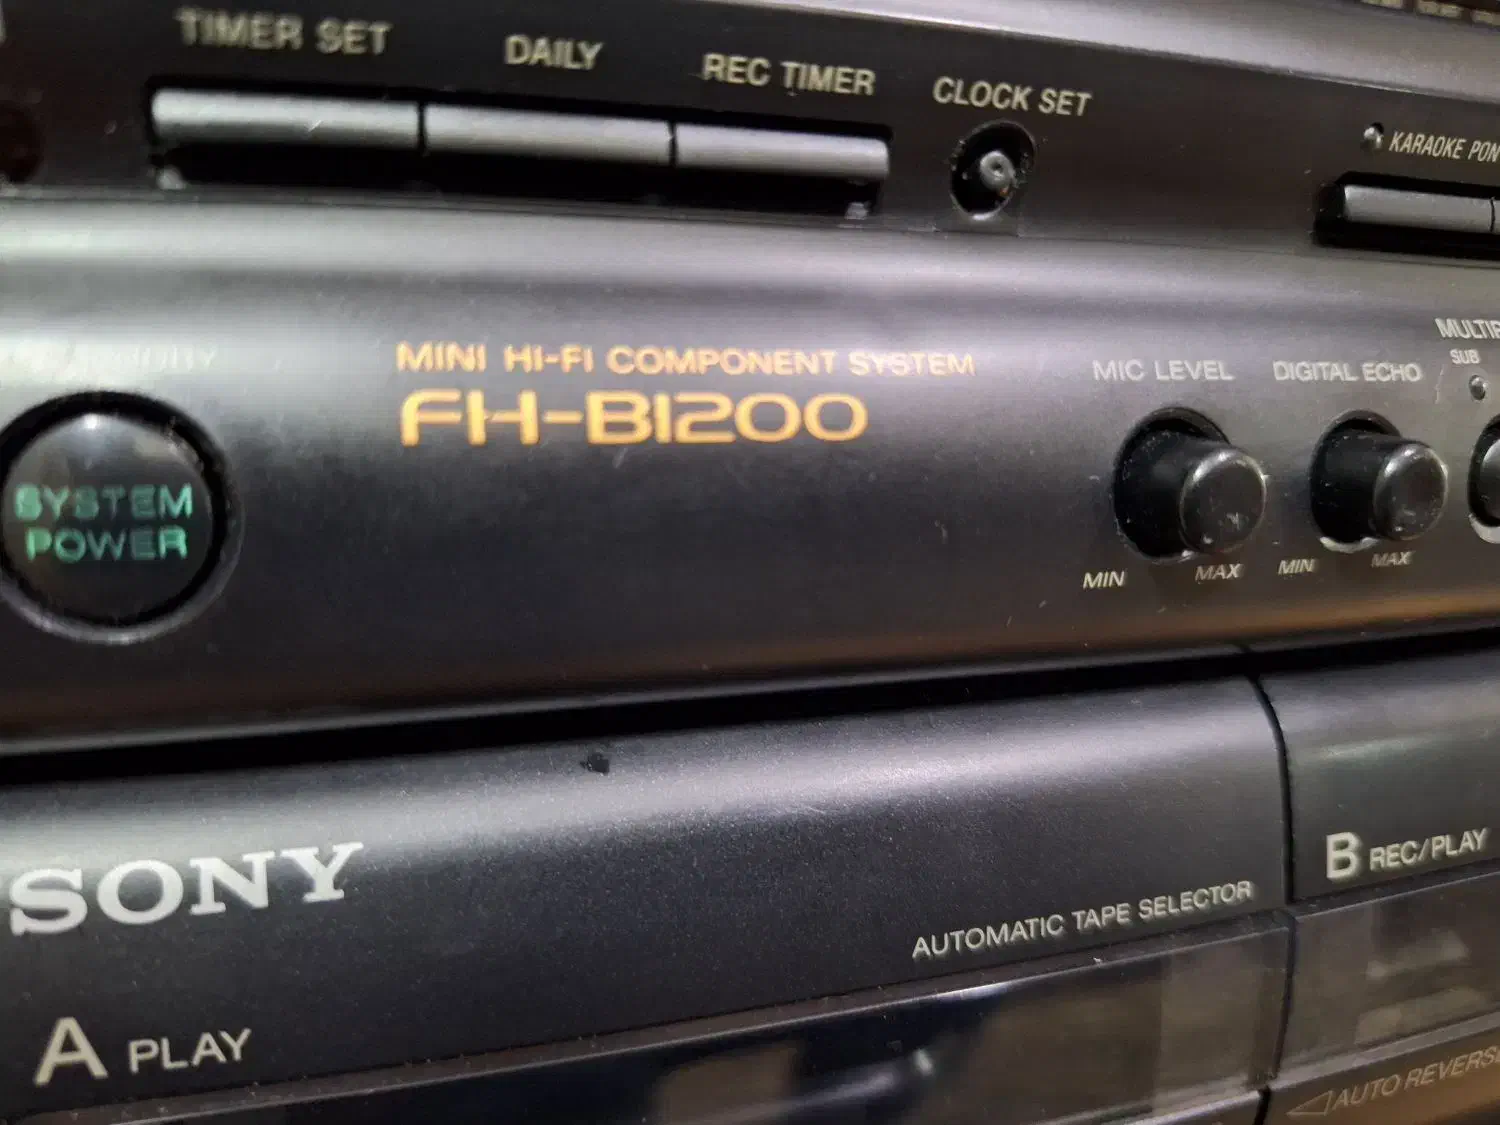 TIMER SET
DAILY
REC TIMER
CLOCK SET
KARAOKE PON
MINI HI-FI COMPONENT SYSTEM
FH-B1200
SYSTEM
POWER
MIC LEVEL
MIN MAX
DIGITAL ECHO
MIN MAX
SUB
SONY
AUTOMATIC TAPE SELECTOR
A PLAY
B REC/PLAY
AUTO REVERSE